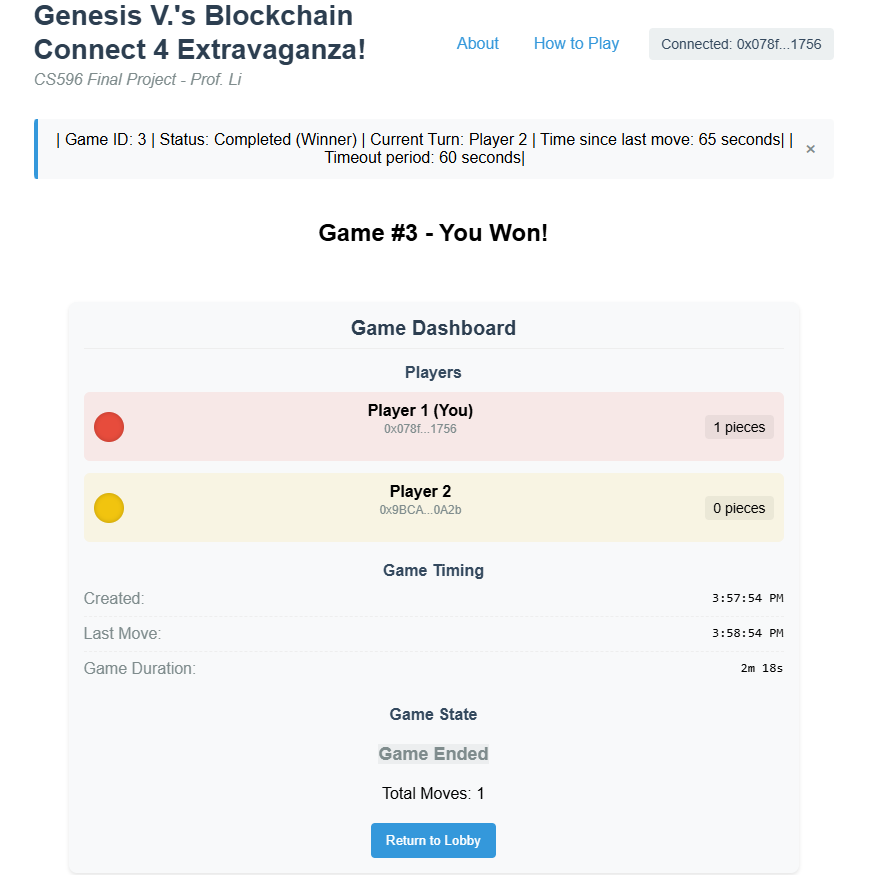 Genesis V.'s Blockchain
Connect 4 Extravaganza!
CS596 Final Project - Prof. Li
About
How to Play
Connected: 0x078f...1756
| Game ID: 3 | Status: Completed (Winner) | Current Turn: Player 2 | Time since last move: 65 seconds| |
Timeout period: 60 seconds|
×
Game #3 - You Won!
Game Dashboard
Players
Player 1 (You)
0x078f...1756
1 pieces
Player 2
0x9BCA...0A2b
0 pieces
Game Timing
Created: 3:57:54 PM
Last Move: 3:58:54 PM
Game Duration: 2m 18s
Game State
Game Ended
Total Moves: 1
Return to Lobby